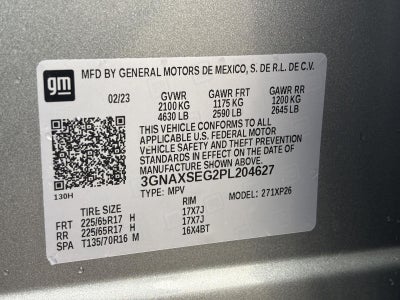 gm
MFD BY GENERAL MOTORS DE MEXICO, S. DE R.L. DE C.V.
02/23 GVWR GAWR FRT GAWR RR
2100 KG 1175 KG 1200 KG
4630 LB 2590 LB 2645 LB
THIS VEHICLE CONFORMS TO ALL
APPLICABLE U.S. FEDERAL MOTOR
VEHICLE SAFETY, BUMPER, AND THEFT
PREVENTION STANDARDS IN EFFECT ON
THE DATE OF MANUFACTURE SHOWN ABOVE.
3GNAXSEG2PL204627
130H TYPE: MPV MODEL: 271XP26
TIRE SIZE RIM
FRT 225/65R17 H 17X7J
RR 225/65R17 H 17X7J
SPA T135/70R16 M 16X4BT